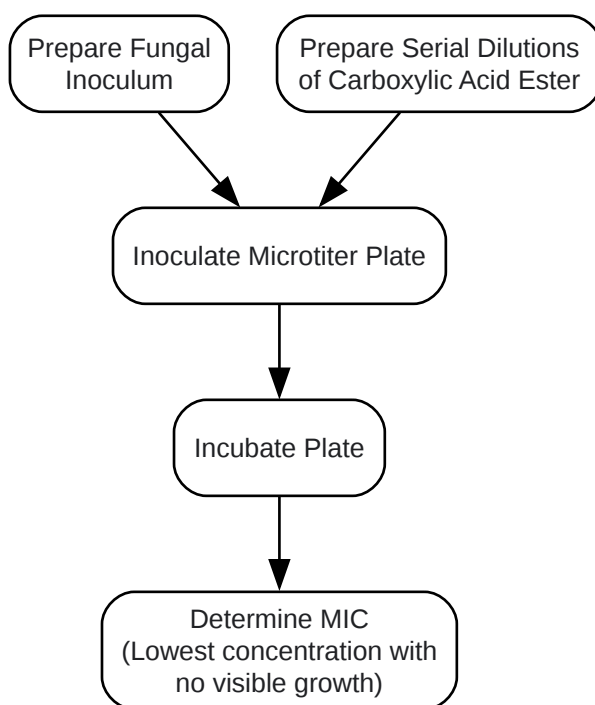 Prepare Fungal
Inoculum
Prepare Serial Dilutions
of Carboxylic Acid Ester
Inoculate Microtiter Plate
Incubate Plate
Determine MIC
(Lowest concentration with
no visible growth)